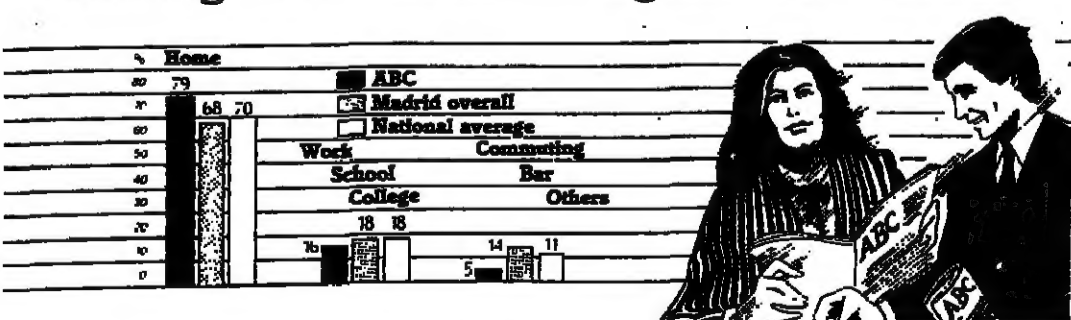 % Home
80 79
70 68 70
60
50
40
30
20
10
0
ABC
Madrid overall
National average
Work Commuting
School Bar
College Others
16 18 18
5 14 11
ABC
ABC